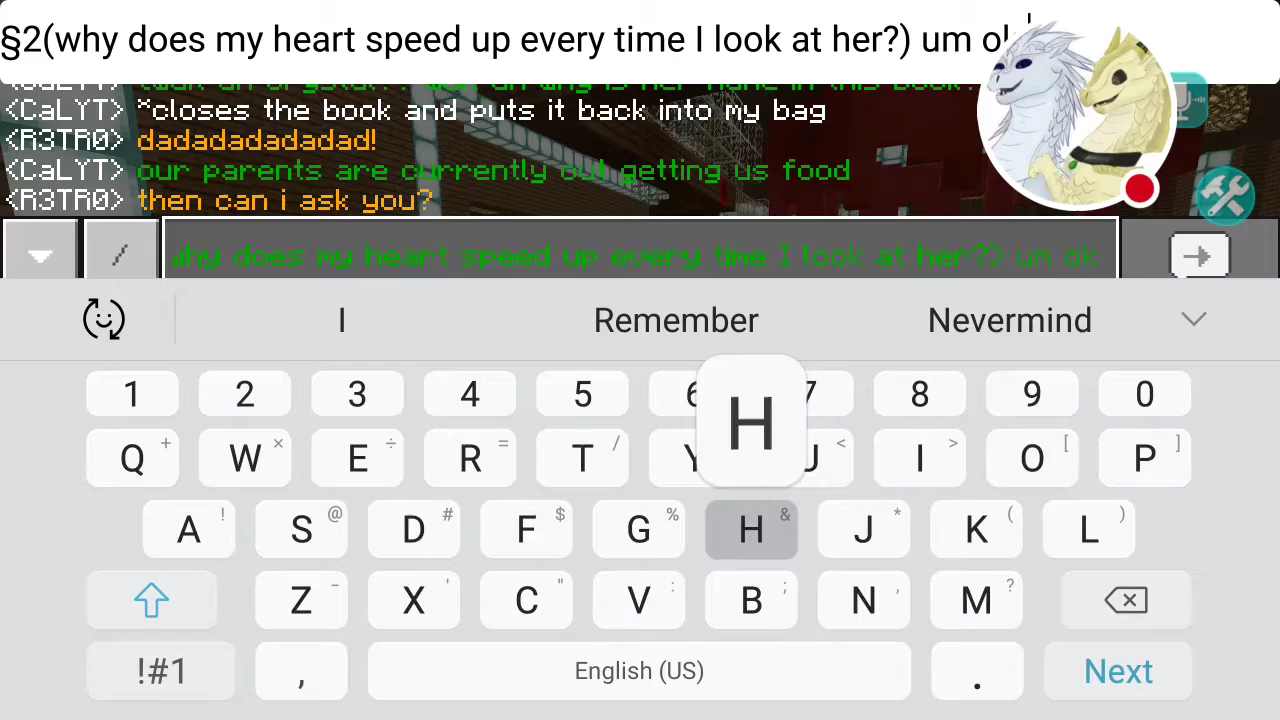 §2(why does my heart speed up every time I look at her?) um ok
<CaLYT> *closes the book and puts it back into my bag
<R3TR0> dadadadadadad!
<CaLYT> our parents are currently out getting us food
<R3TR0> then can i ask you?
/ why does my heart speed up every time I look at her?) um ok
I Remember Nevermind
1 2 3 4 5 6 7 8 9 0
H
Q + W × E ÷ R = T / Y U < I > O [ P ]
A ! S @ D # F $ G % H & J * K ( L )
Z - X ' C " V : B ; N , M ?
!#1 , English (US) . Next